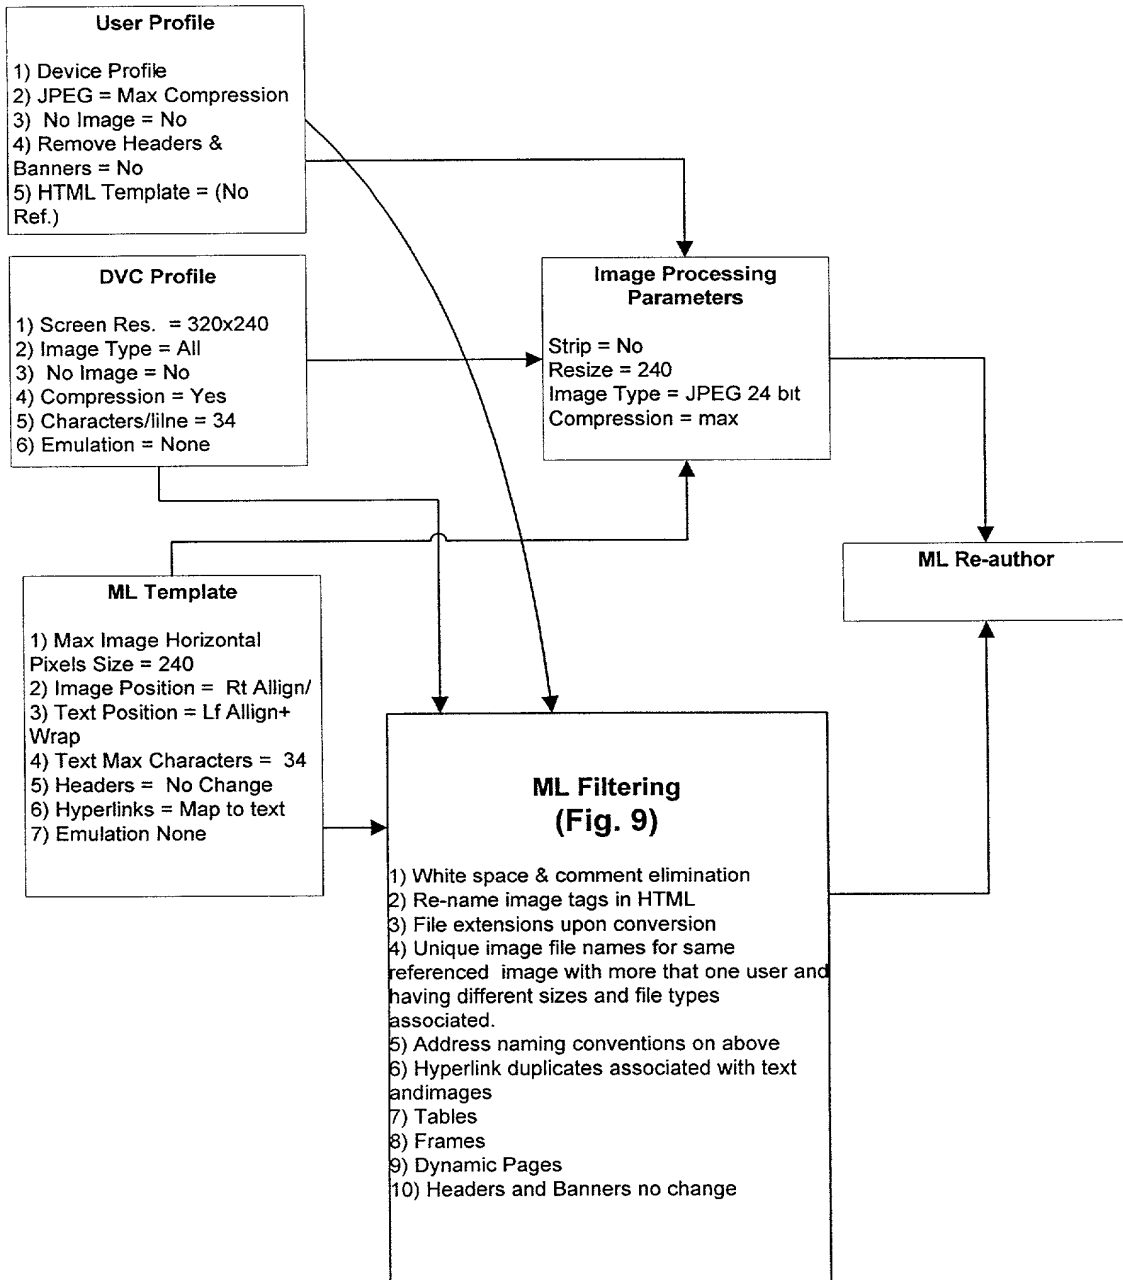 User Profile
1) Device Profile
2) JPEG = Max Compression
3) No Image = No
4) Remove Headers &
Banners = No
5) HTML Template = (No
Ref.)
DVC Profile
1) Screen Res. = 320x240
2) Image Type = All
3) No Image = No
4) Compression = Yes
5) Characters/lilne = 34
6) Emulation = None
Image Processing
Parameters
Strip = No
Resize = 240
Image Type = JPEG 24 bit
Compression = max
ML Re-author
ML Template
1) Max Image Horizontal
Pixels Size = 240
2) Image Position = Rt Allign/
3) Text Position = Lf Allign+
Wrap
4) Text Max Characters = 34
5) Headers = No Change
6) Hyperlinks = Map to text
7) Emulation None
ML Filtering
(Fig. 9)
1) White space & comment elimination
2) Re-name image tags in HTML
3) File extensions upon conversion
4) Unique image file names for same
referenced image with more that one user and
having different sizes and file types
associated.
5) Address naming conventions on above
6) Hyperlink duplicates associated with text
andimages
7) Tables
8) Frames
9) Dynamic Pages
10) Headers and Banners no change